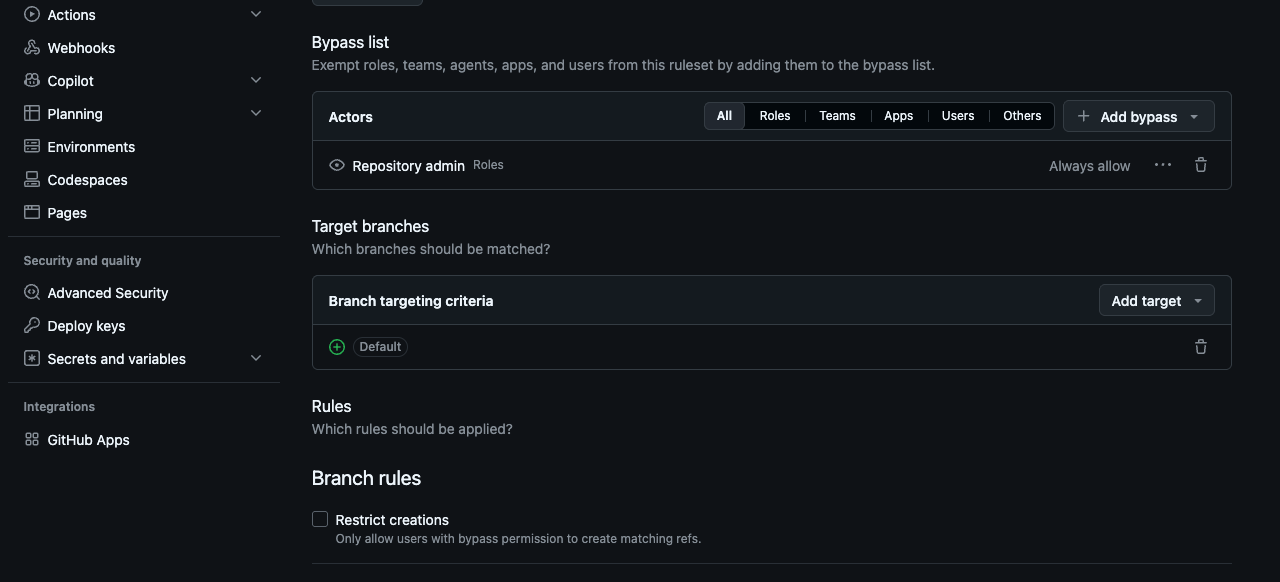 Actions
Webhooks
Copilot
Planning
Environments
Codespaces
Pages
Security and quality
Advanced Security
Deploy keys
Secrets and variables
Integrations
GitHub Apps
Bypass list
Exempt roles, teams, agents, apps, and users from this ruleset by adding them to the bypass list.
Actors
All Roles Teams Apps Users Others
Add bypass
Repository admin Roles
Always allow
Target branches
Which branches should be matched?
Branch targeting criteria
Add target
Default
Rules
Which rules should be applied?
Branch rules
Restrict creations
Only allow users with bypass permission to create matching refs.